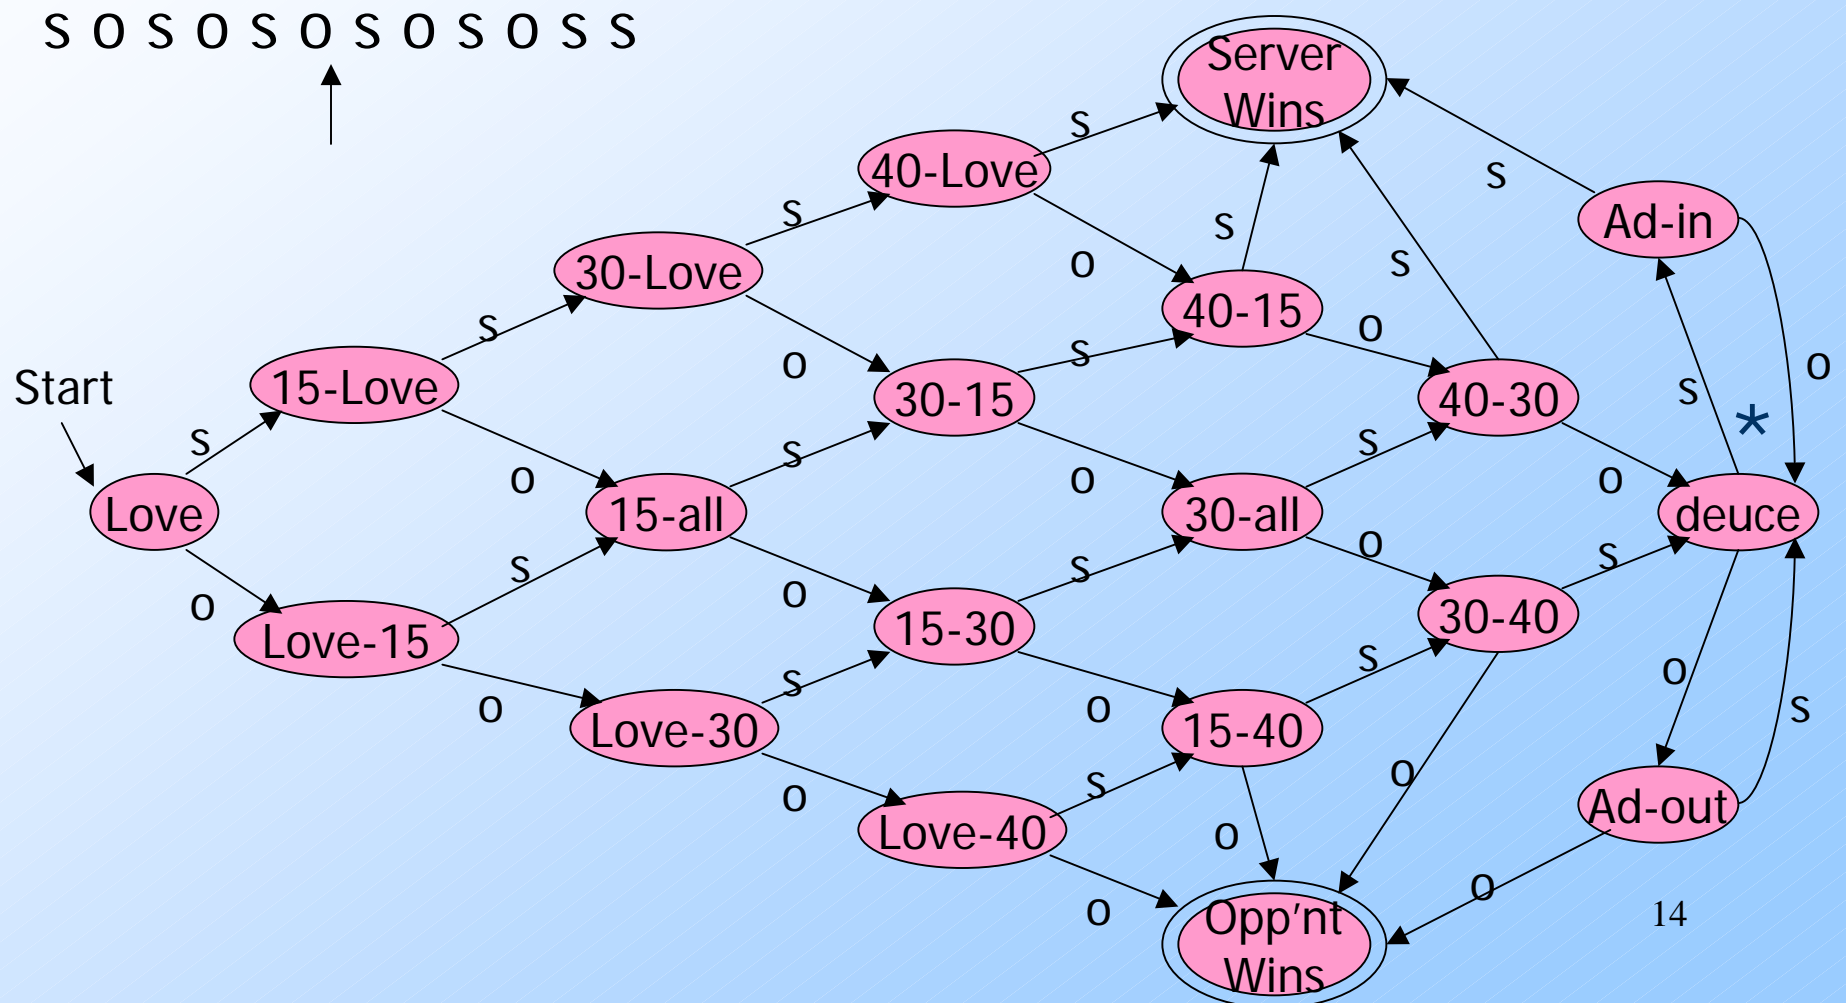 s o s o s o s o s o s s
Server
Wins
s
40-Love
s
s
Ad-in
30-Love
s
o
s
40-15
s
o
o
o
Start
15-Love
30-15
s
40-30
s
*
s
s
s
o
o
o
Love
15-all
30-all
deuce
s
o
s
s
o
o
Love-15
15-30
30-40
s
s
o
o
o
s
Love-30
15-40
o
s
o
o
Love-40
Ad-out
o
o
o
Opp'nt
Wins
14